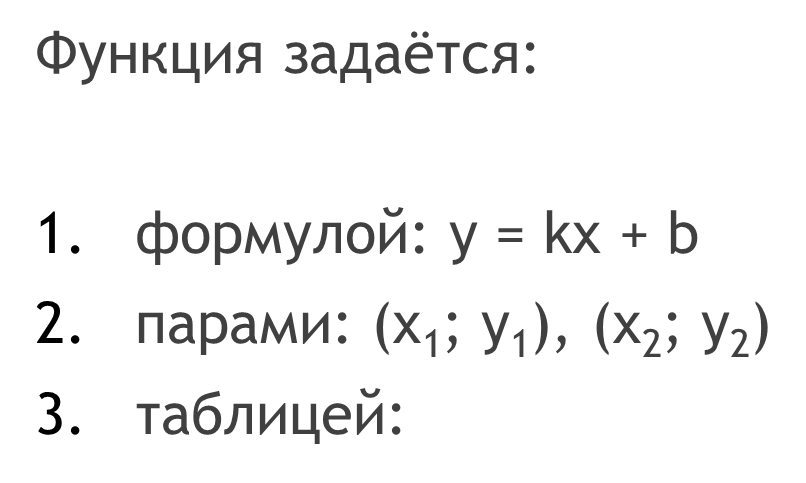 Функция задаётся:
1. формулой: y = kx + b
2. парами: (x₁; y₁), (x₂; y₂)
3. таблицей: